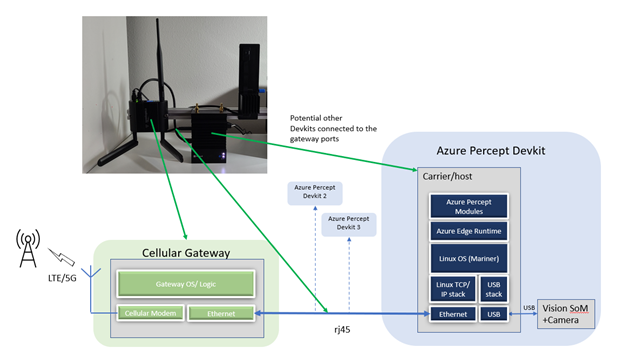 Potential other
Devkits connected to the
gateway ports
Azure Percept Devkit
Carrier/host
Azure Percept
Modules
Azure Edge Runtime
Linux OS (Mariner)
Linux TCP/
IP stack
USB
stack
Ethernet
USB
USB
Vision SoM
+Camera
Azure Percept
Devkit 2
Azure Percept
Devkit 3
Cellular Gateway
Gateway OS/ Logic
Cellular Modem
Ethernet
LTE/5G
rj45